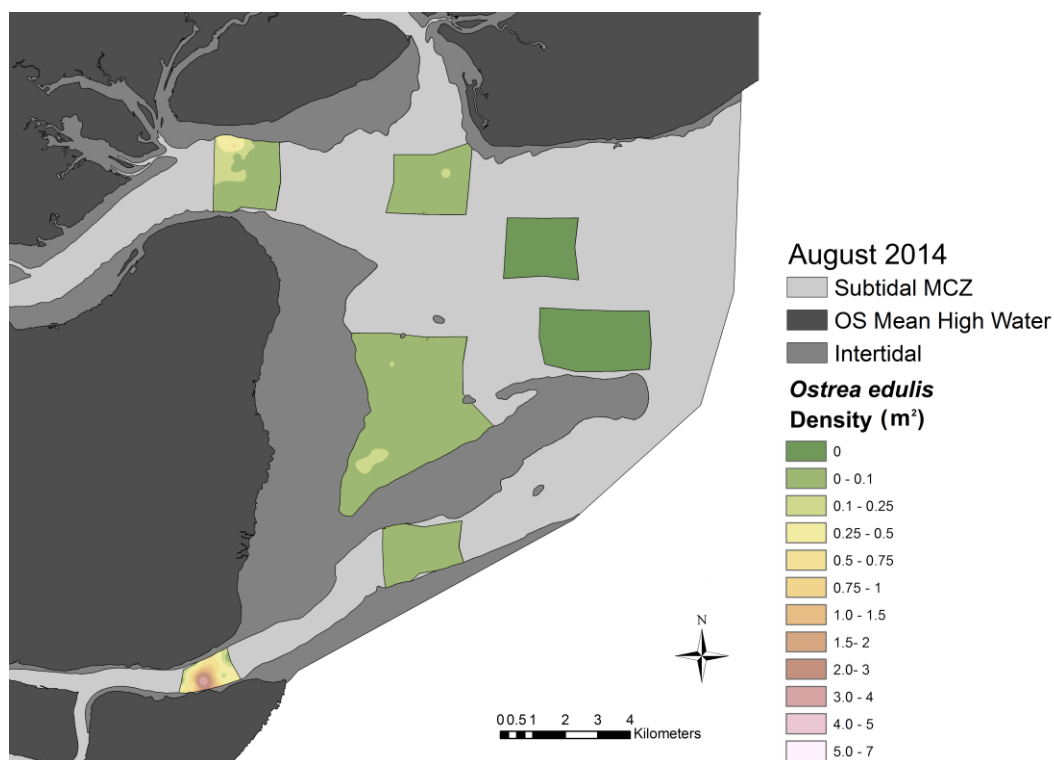 August 2014
Subtidal MCZ
OS Mean High Water
Intertidal
Ostrea edulis
Density (m²)
0
0 - 0.1
0.1 - 0.25
0.25 - 0.5
0.5 - 0.75
0.75 - 1
1.0 - 1.5
1.5- 2
2.0- 3
3.0 - 4
4.0 - 5
5.0 - 7
N
0 0.5 1 2 3 4
Kilometers